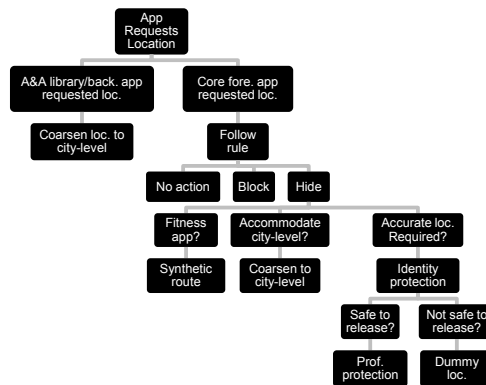 App
Requests
Location
A&A library/back. app
requested loc.
Core fore. app
requested loc.
Coarsen loc. to
city-level
Follow
rule
No action
Block
Hide
Fitness
app?
Accommodate
city-level?
Accurate loc.
Required?
Synthetic
route
Coarsen to
city-level
Identity
protection
Safe to
release?
Not safe to
release?
Prof.
protection
Dummy
loc.